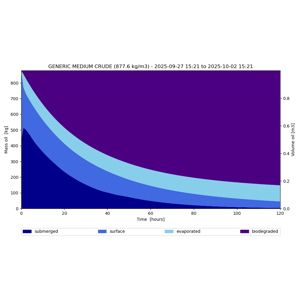 GENERIC MEDIUM CRUDE (877.6 kg/m3) - 2025-09-27 15:21 to 2025-10-02 15:21
800
700
600
500
400
300
200
100
0
Mass oil [kg]
0.8
0.6
0.4
0.2
0.0
Volume oil [m3]
0 20 40 60 80 100 120
Time [hours]
submerged surface evaporated biodegraded